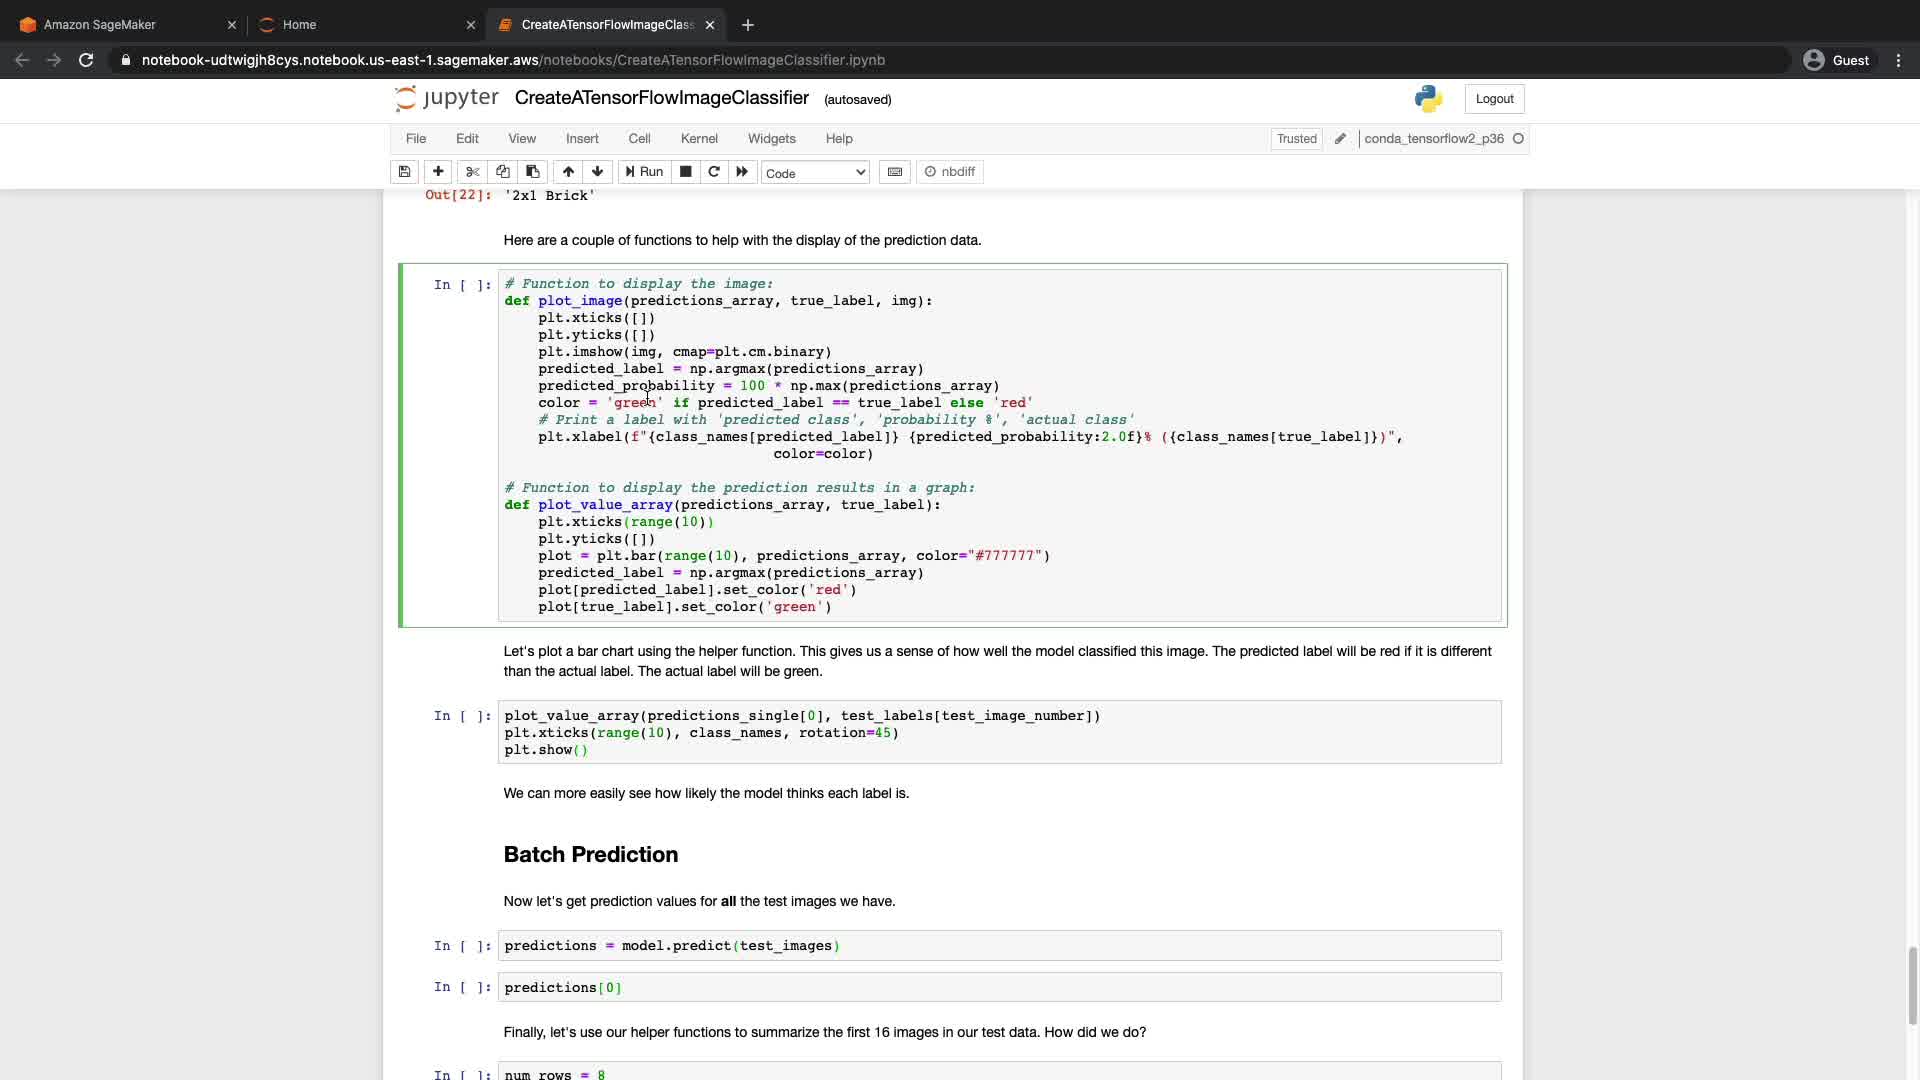 Amazon SageMaker
Home
CreateATensorFlowImageClass
notebook-udtwigjh8cys.notebook.us-east-1.sagemaker.aws/notebooks/CreateATensorFlowImageClassifier.ipynb
Guest
jupyter CreateATensorFlowImageClassifier (autosaved)
Logout
File Edit View Insert Cell Kernel Widgets Help
Trusted
conda_tensorflow2_p36
Run
Code
nbdiff
Out[22]: '2x1 Brick'
Here are a couple of functions to help with the display of the prediction data.
In [ ]: # Function to display the image:
def plot_image(predictions_array, true_label, img):
    plt.xticks([])
    plt.yticks([])
    plt.imshow(img, cmap=plt.cm.binary)
    predicted_label = np.argmax(predictions_array)
    predicted_probability = 100 * np.max(predictions_array)
    color = 'green' if predicted_label == true_label else 'red'
    # Print a label with 'predicted class', 'probability %', 'actual class'
    plt.xlabel(f"{class_names[predicted_label]} {predicted_probability:2.0f}% ({class_names[true_label]})",
                                color=color)
# Function to display the prediction results in a graph:
def plot_value_array(predictions_array, true_label):
    plt.xticks(range(10))
    plt.yticks([])
    plot = plt.bar(range(10), predictions_array, color="#777777")
    predicted_label = np.argmax(predictions_array)
    plot[predicted_label].set_color('red')
    plot[true_label].set_color('green')
Let's plot a bar chart using the helper function. This gives us a sense of how well the model classified this image. The predicted label will be red if it is different
than the actual label. The actual label will be green.
In [ ]: plot_value_array(predictions_single[0], test_labels[test_image_number])
plt.xticks(range(10), class_names, rotation=45)
plt.show()
We can more easily see how likely the model thinks each label is.
Batch Prediction
Now let's get prediction values for all the test images we have.
In [ ]: predictions = model.predict(test_images)
In [ ]: predictions[0]
Finally, let's use our helper functions to summarize the first 16 images in our test data. How did we do?
In [ ]: num_rows = 8